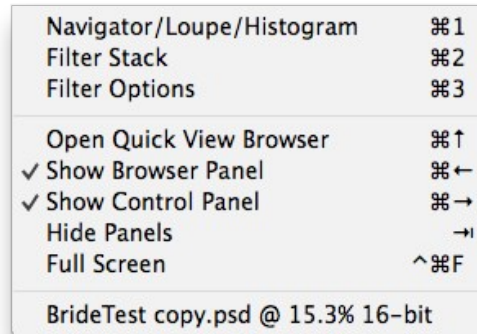 Navigator/Loupe/Histogram ⌘1
Filter Stack ⌘2
Filter Options ⌘3
Open Quick View Browser ⌘↑
✓ Show Browser Panel ⌘←
✓ Show Control Panel ⌘→
Hide Panels ⇥
Full Screen ^⌘F
BrideTest copy.psd @ 15.3% 16-bit